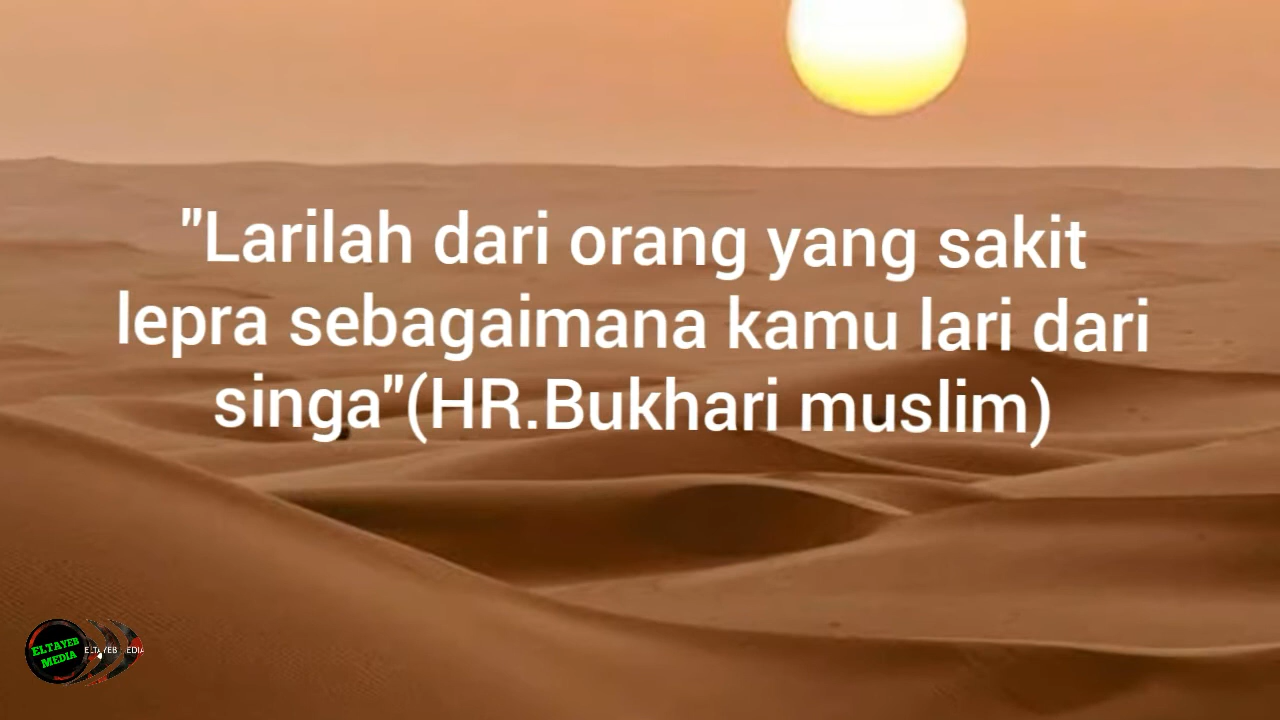 "Larilah dari orang yang sakit
lepra sebagaimana kamu lari dari
singa"(HR.Bukhari muslim)
ELTAYEB
MEDIA